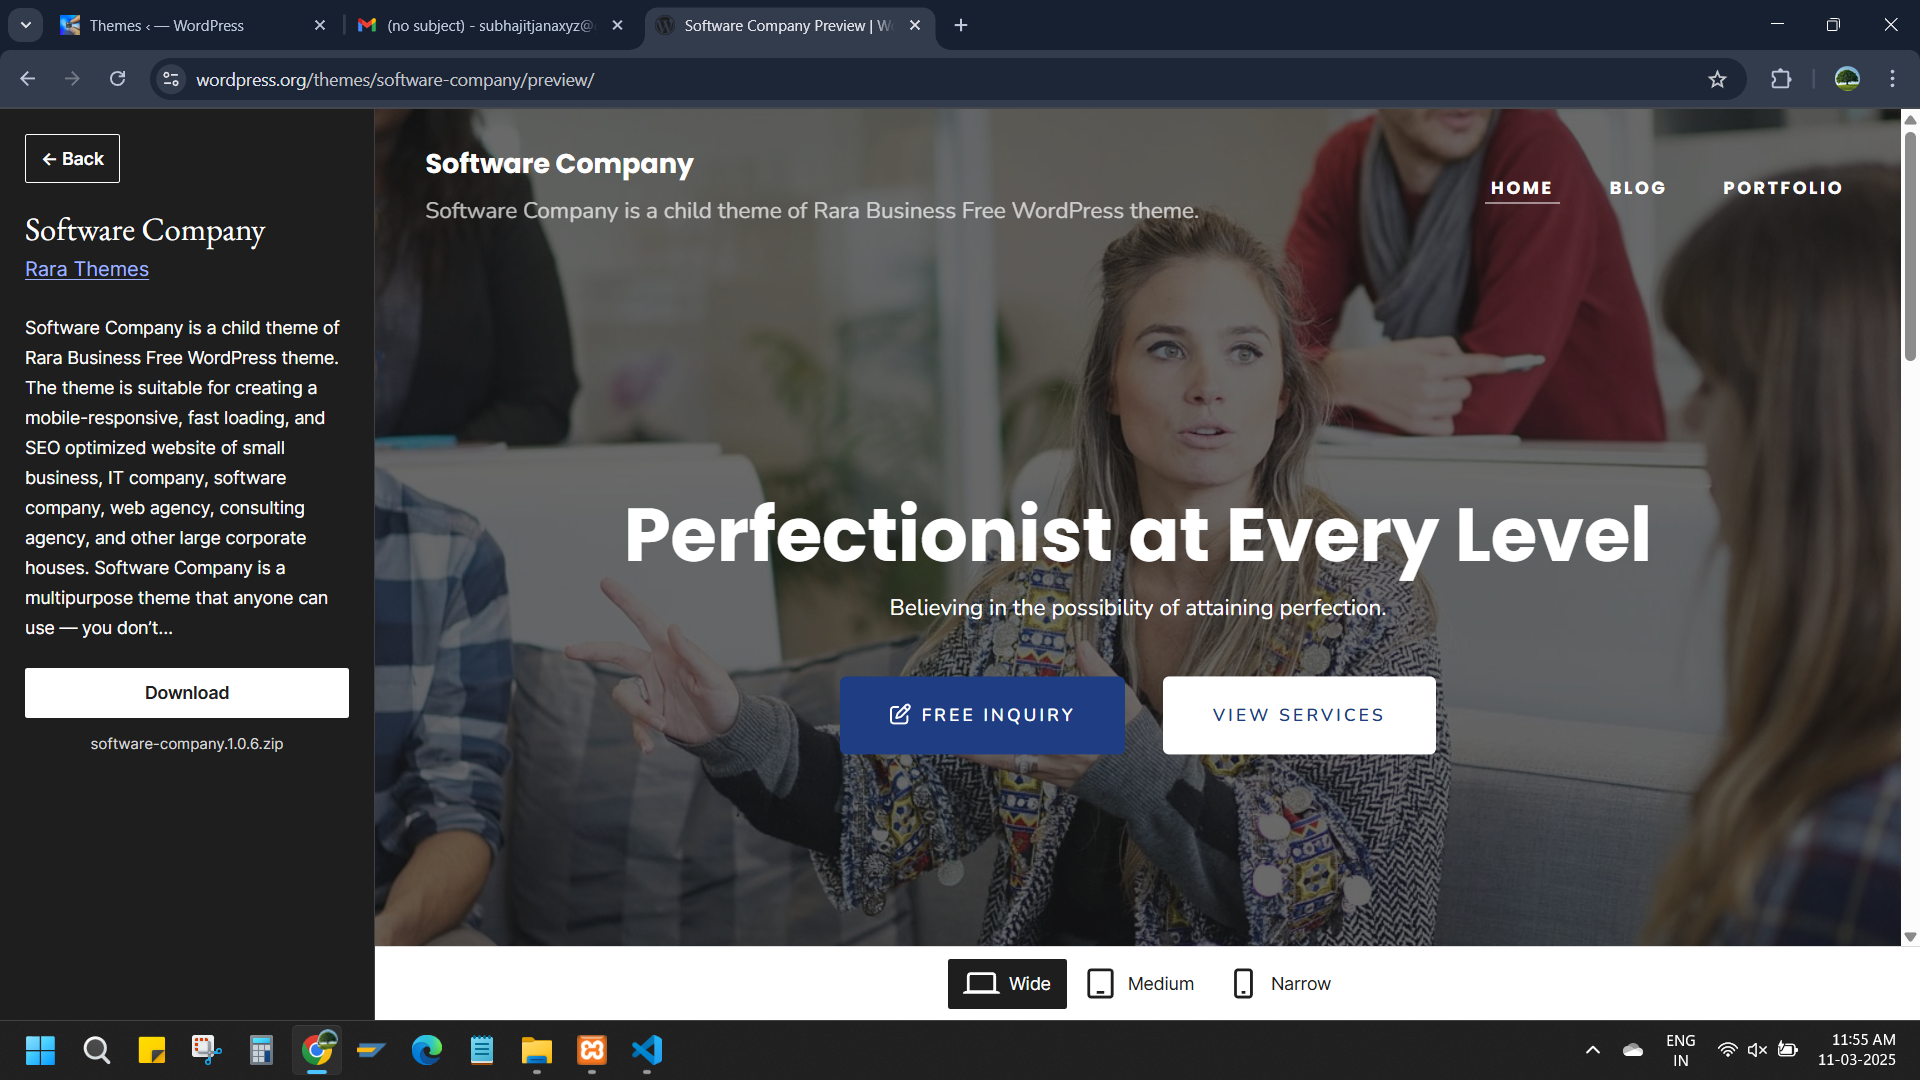 Themes ‹ — WordPress
(no subject) - subhajitjanaxyz@
Software Company Preview | W
wordpress.org/themes/software-company/preview/
← Back
Software Company
Rara Themes
Software Company is a child theme of
Rara Business Free WordPress theme.
The theme is suitable for creating a
mobile-responsive, fast loading, and
SEO optimized website of small
business, IT company, software
company, web agency, consulting
agency, and other large corporate
houses. Software Company is a
multipurpose theme that anyone can
use — you don’t…
Download
software-company.1.0.6.zip
Software Company
Software Company is a child theme of Rara Business Free WordPress theme.
HOME
BLOG
PORTFOLIO
Perfectionist at Every Level
Believing in the possibility of attaining perfection.
FREE INQUIRY
VIEW SERVICES
Wide
Medium
Narrow
ENG
IN
11:55 AM
11-03-2025